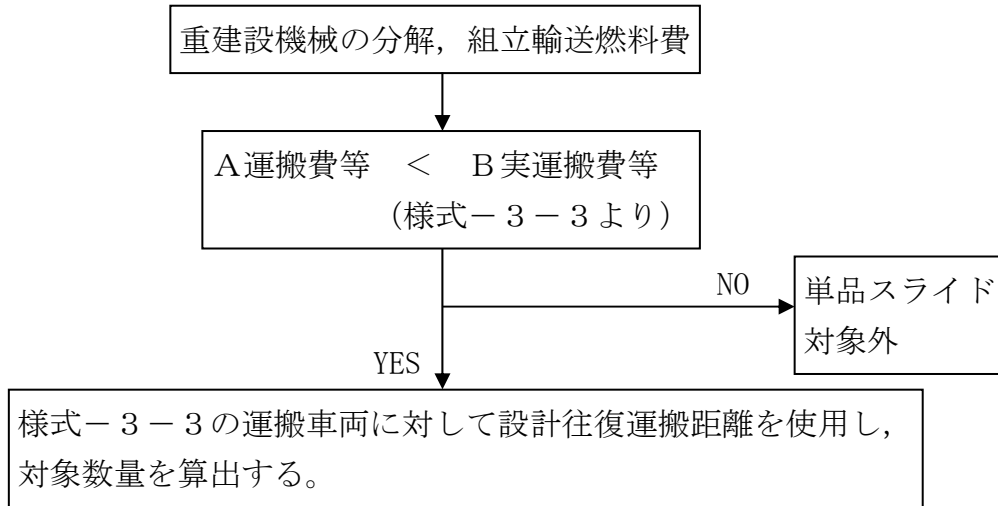 重建設機械の分解，組立輸送燃料費
Ａ運搬費等　＜　Ｂ実運搬費等
（様式－３－３より）
NO
単品スライド
対象外
YES
様式－３－３の運搬車両に対して設計往復運搬距離を使用し，
対象数量を算出する。